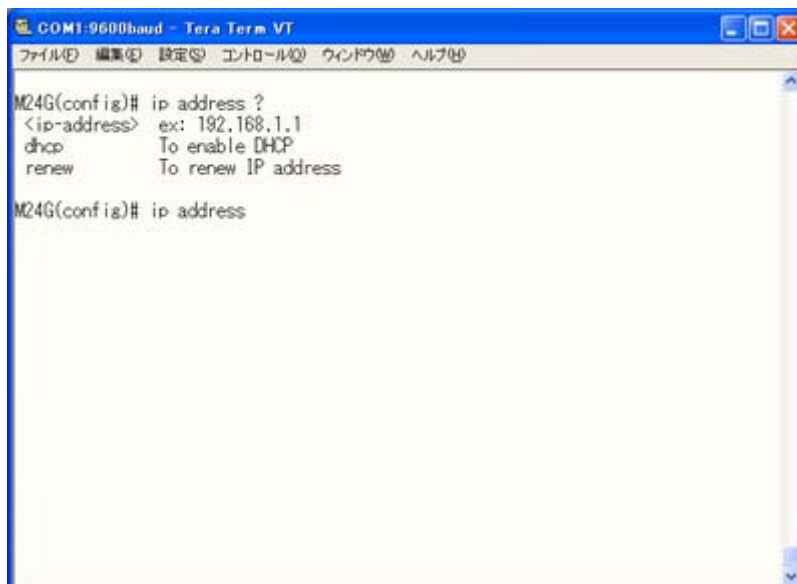 COM1:9600baud - Tera Term VT
ファイル(F) 編集(E) 設定(S) コントロール(O) ウィンドウ(W) ヘルプ(H)
M24G(config)# ip address ?
<ip-address> ex: 192.168.1.1
dhcp To enable DHCP
renew To renew IP address
M24G(config)# ip address